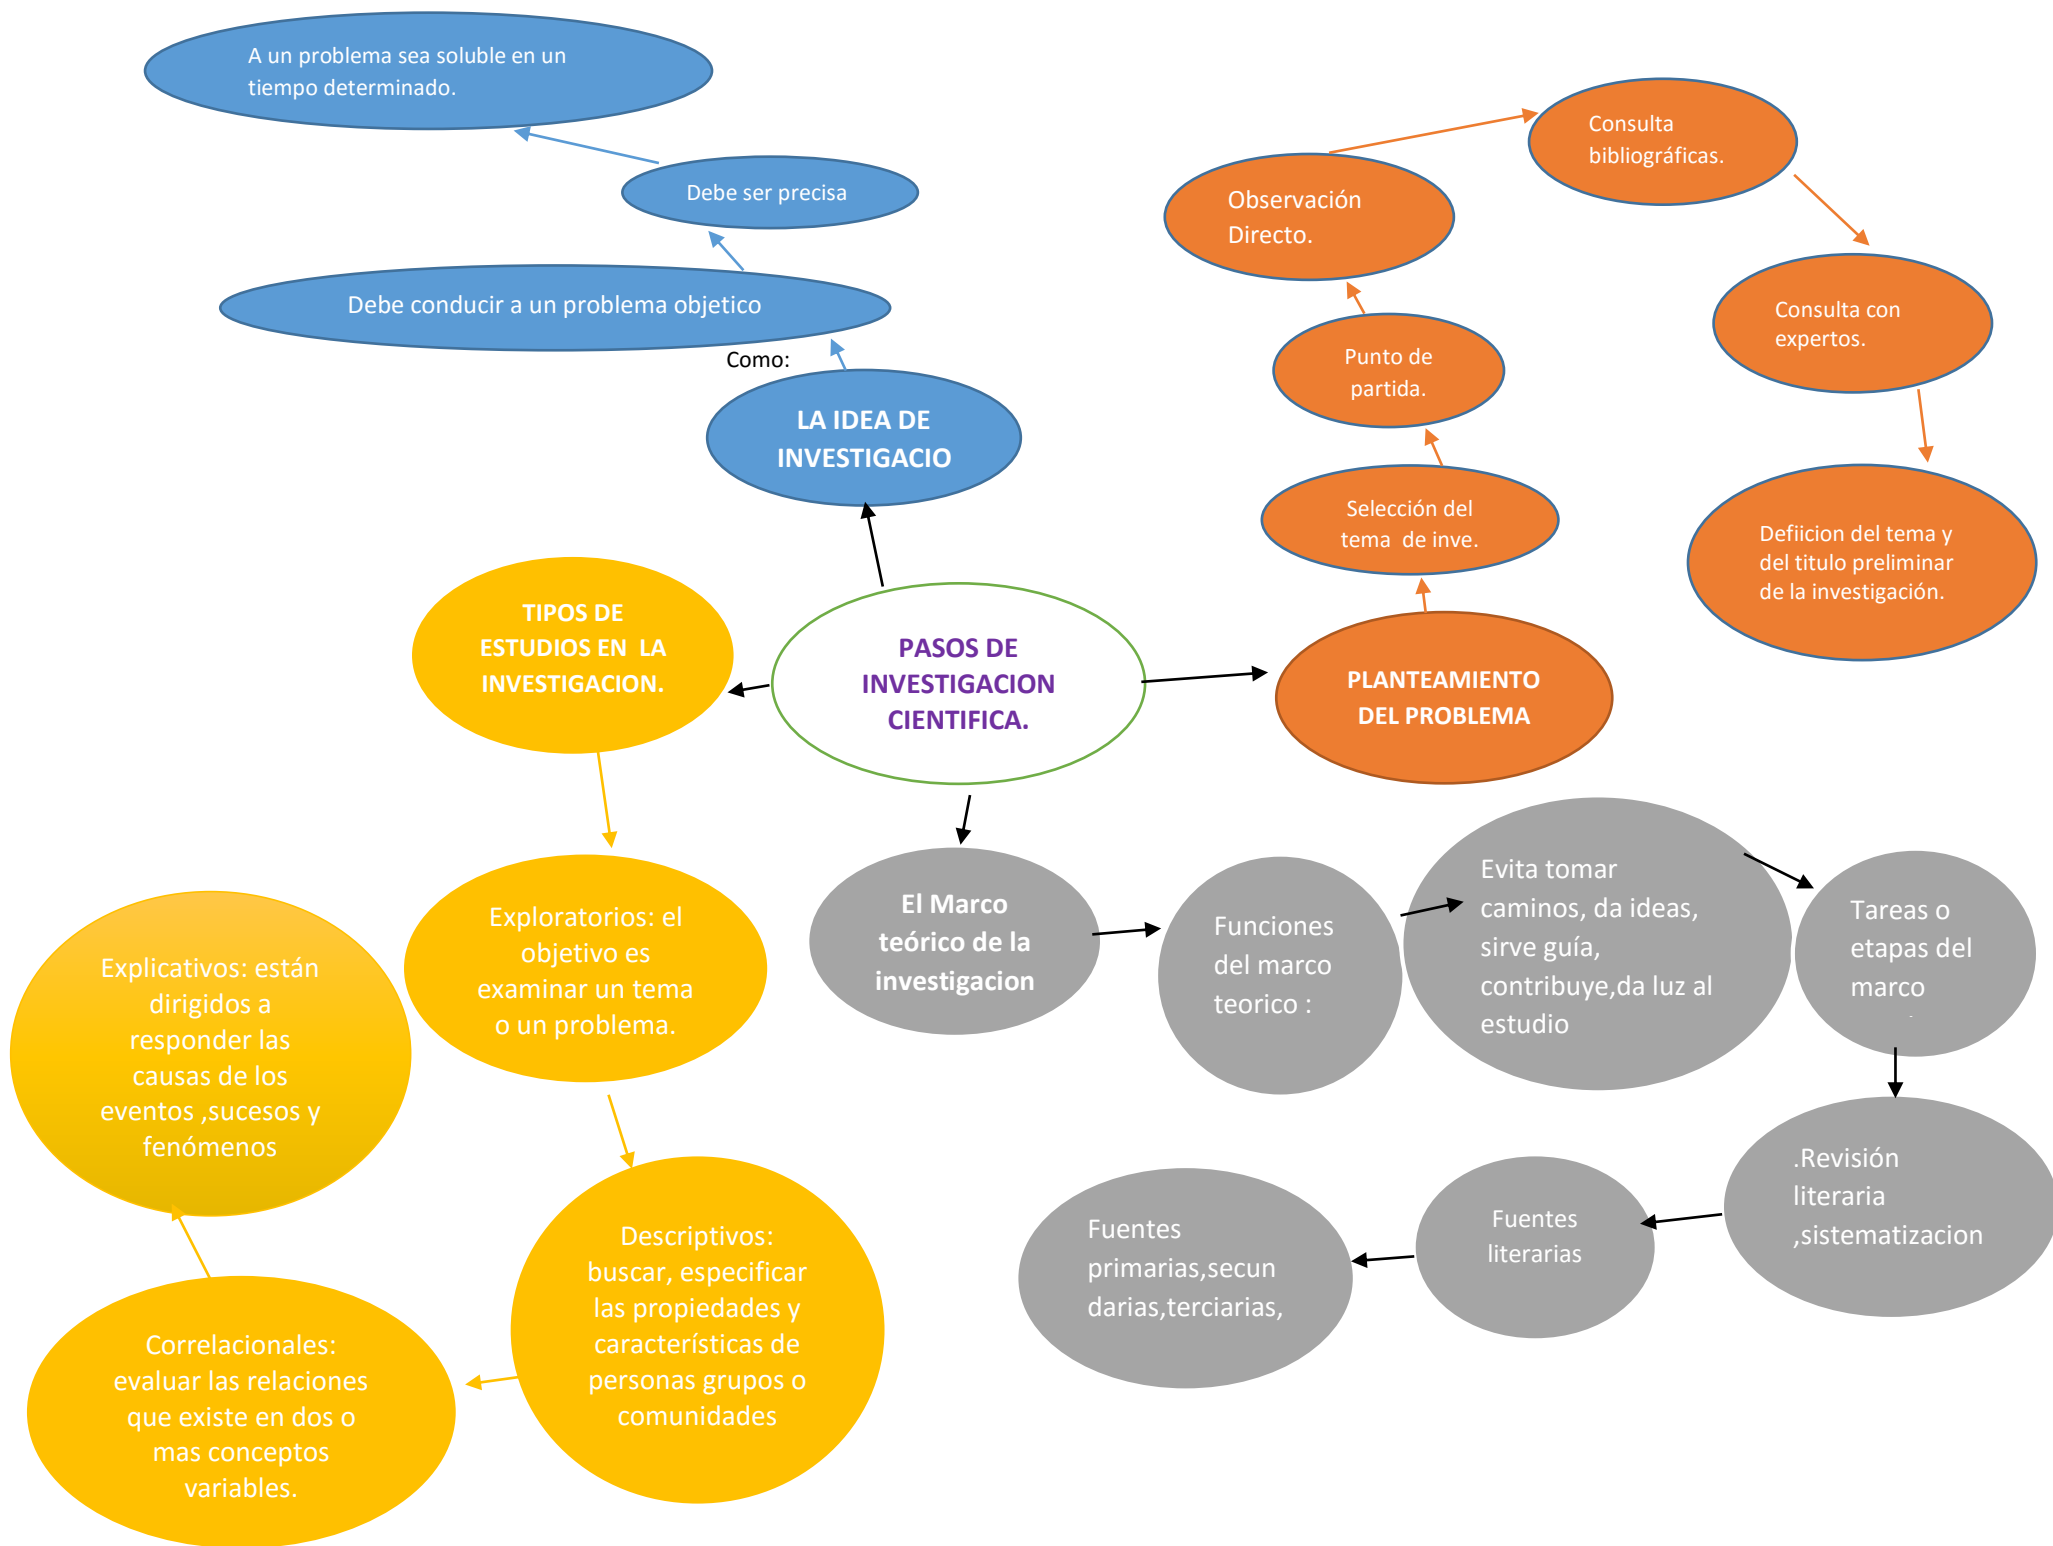 A un problema sea soluble en un
tiempo determinado.
Debe ser precisa
Debe conducir a un problema objetico
Como:
LA IDEA DE
INVESTIGACIO
Consulta
bibliográficas.
Observación
Directo.
Consulta con
expertos.
Punto de
partida.
Selección del
tema  de inve.
Defiicion del tema y
del titulo preliminar
de la investigación.
TIPOS DE
ESTUDIOS EN  LA
INVESTIGACION.
PASOS DE
INVESTIGACION
CIENTIFICA.
PLANTEAMIENTO
DEL PROBLEMA
El Marco
teórico de la
investigacion
Funciones
del marco
teorico :
Evita tomar
caminos, da ideas,
sirve guía,
contribuye,da luz al
estudio
Tareas o
etapas del
marco
.Revisión
literaria
,sistematizacion
Fuentes
literarias
Fuentes
primarias,secun
darias,terciarias,
Exploratorios: el
objetivo es
examinar un tema
o un problema.
Explicativos: están
dirigidos a
responder las
causas de los
eventos ,sucesos y
fenómenos
Descriptivos:
buscar, especificar
las propiedades y
características de
personas grupos o
comunidades
Correlacionales:
evaluar las relaciones
que existe en dos o
mas conceptos
variables.